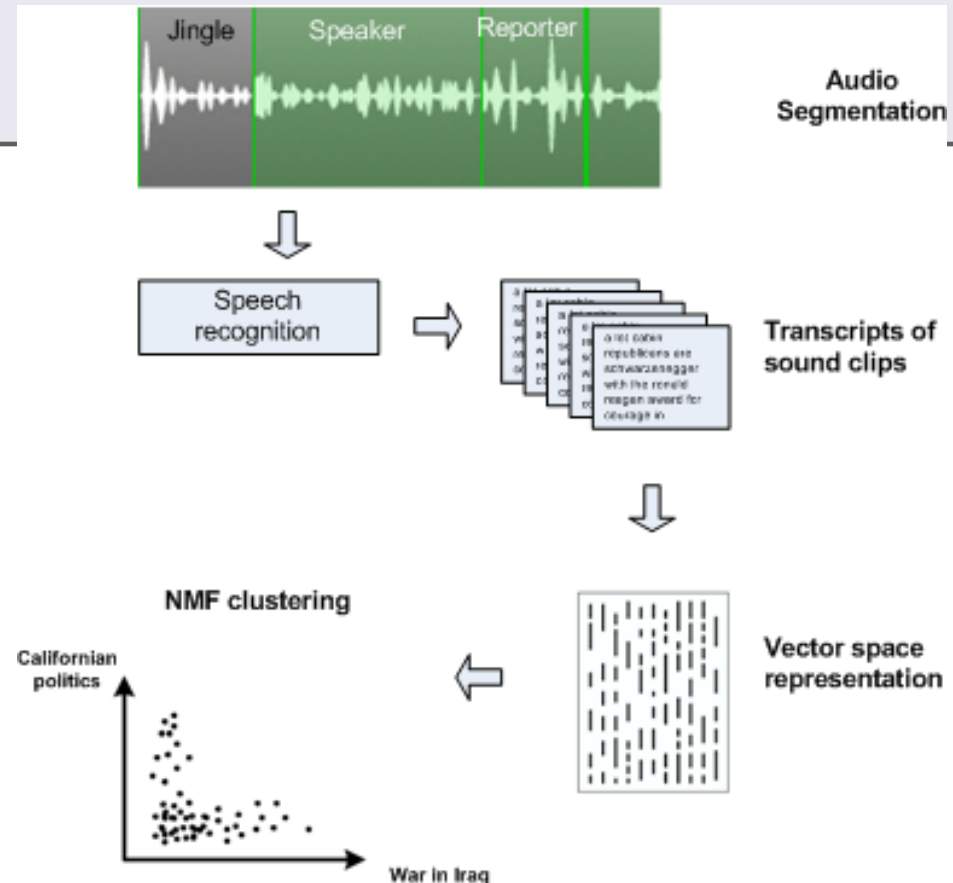 Jingle Speaker Reporter
Audio
Segmentation
Speech
recognition
a lot cabin
republicans are
schwarzenegger
with the ronald
reagan award for
courage in
Transcripts of
sound clips
NMF clustering
Vector space
representation
Californian
politics
War in Iraq